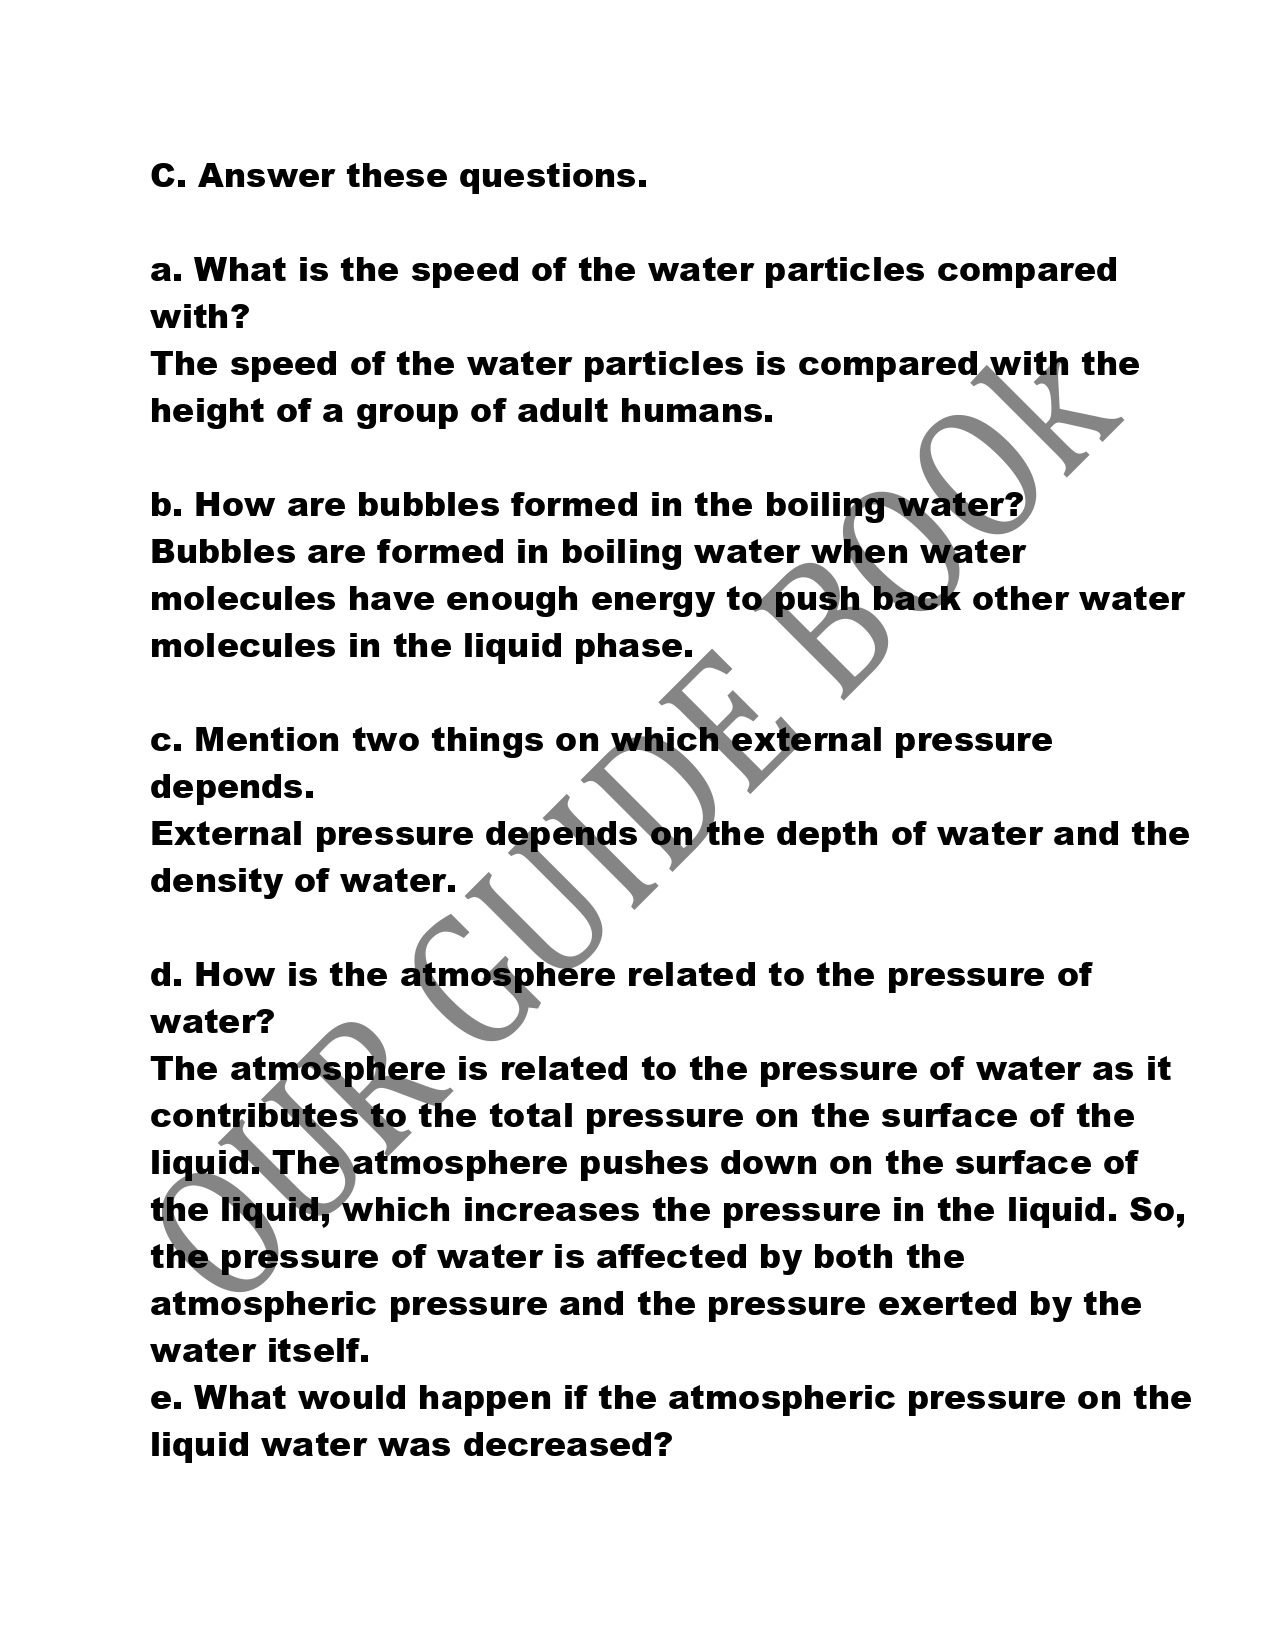 C. Answer these questions.
a. What is the speed of the water particles compared
with?
The speed of the water particles is compared with the
height of a group of adult humans.
b. How are bubbles formed in the boiling water?
Bubbles are formed in boiling water when water
molecules have enough energy to push back other water
molecules in the liquid phase.
c. Mention two things on which external pressure
depends.
External pressure depends on the depth of water and the
density of water.
d. How is the atmosphere related to the pressure of
water?
The atmosphere is related to the pressure of water as it
contributes to the total pressure on the surface of the
liquid. The atmosphere pushes down on the surface of
the liquid, which increases the pressure in the liquid. So,
the pressure of water is affected by both the
atmospheric pressure and the pressure exerted by the
water itself.
e. What would happen if the atmospheric pressure on the
liquid water was decreased?
OUR GUIDE BOOk